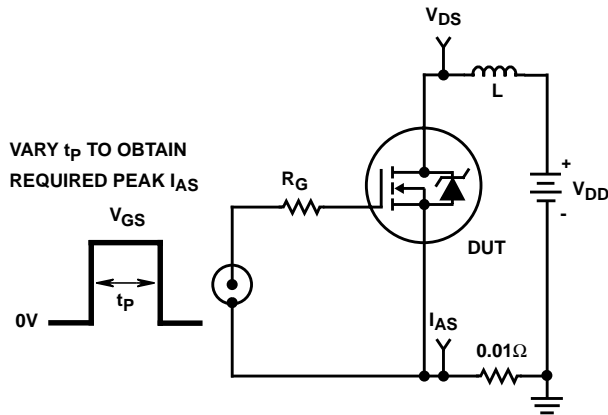 V_DS
L
VARY t_P TO OBTAIN
REQUIRED PEAK I_AS
R_G
+
V_DD
-
V_GS
DUT
t_P
0V
I_AS
0.01Ω